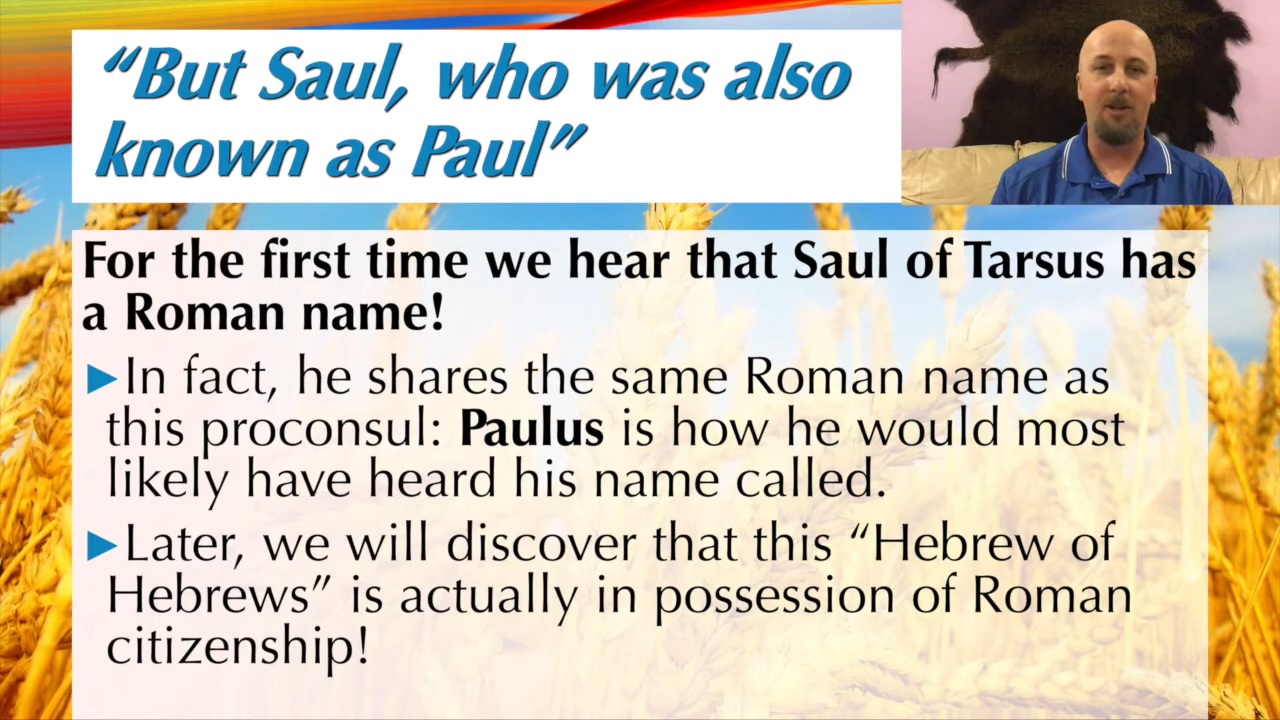 “But Saul, who was also
known as Paul”
For the first time we hear that Saul of Tarsus has
a Roman name!
►In fact, he shares the same Roman name as
this proconsul: Paulus is how he would most
likely have heard his name called.
►Later, we will discover that this “Hebrew of
Hebrews” is actually in possession of Roman
citizenship!